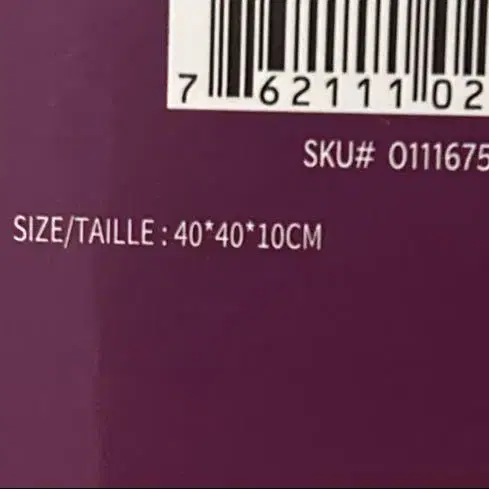 7 62111 02
SKU# 0111675
SIZE/TAILLE : 40*40*10CM